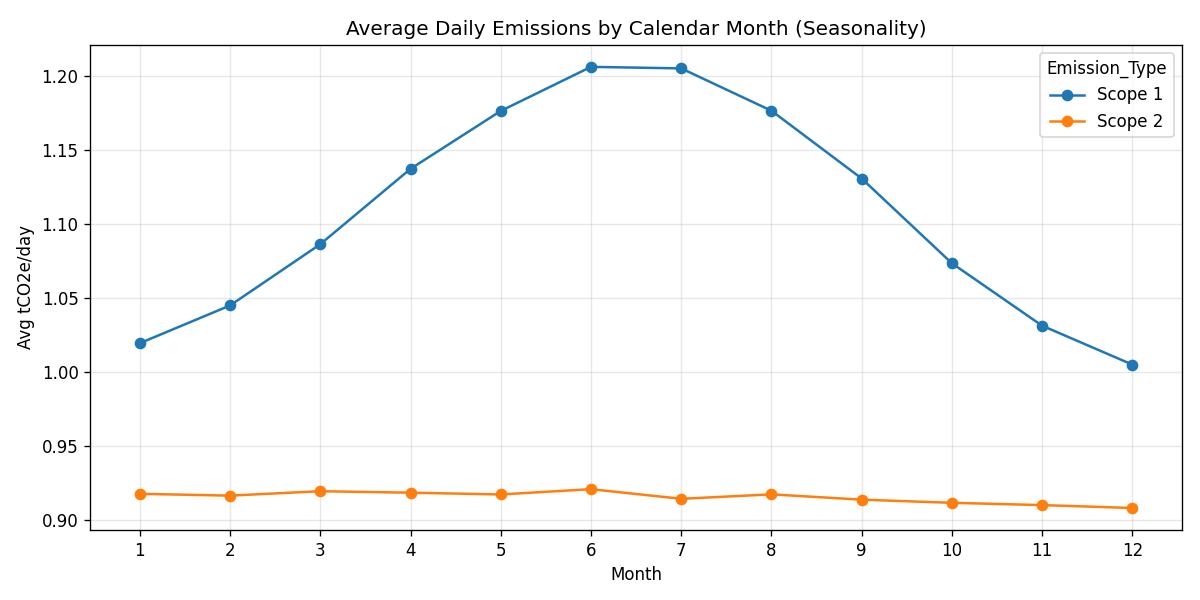 Average Daily Emissions by Calendar Month (Seasonality)
Emission_Type
Scope 1
Scope 2
Avg tCO2e/day
1.20
1.15
1.10
1.05
1.00
0.95
0.90
1 2 3 4 5 6 7 8 9 10 11 12
Month